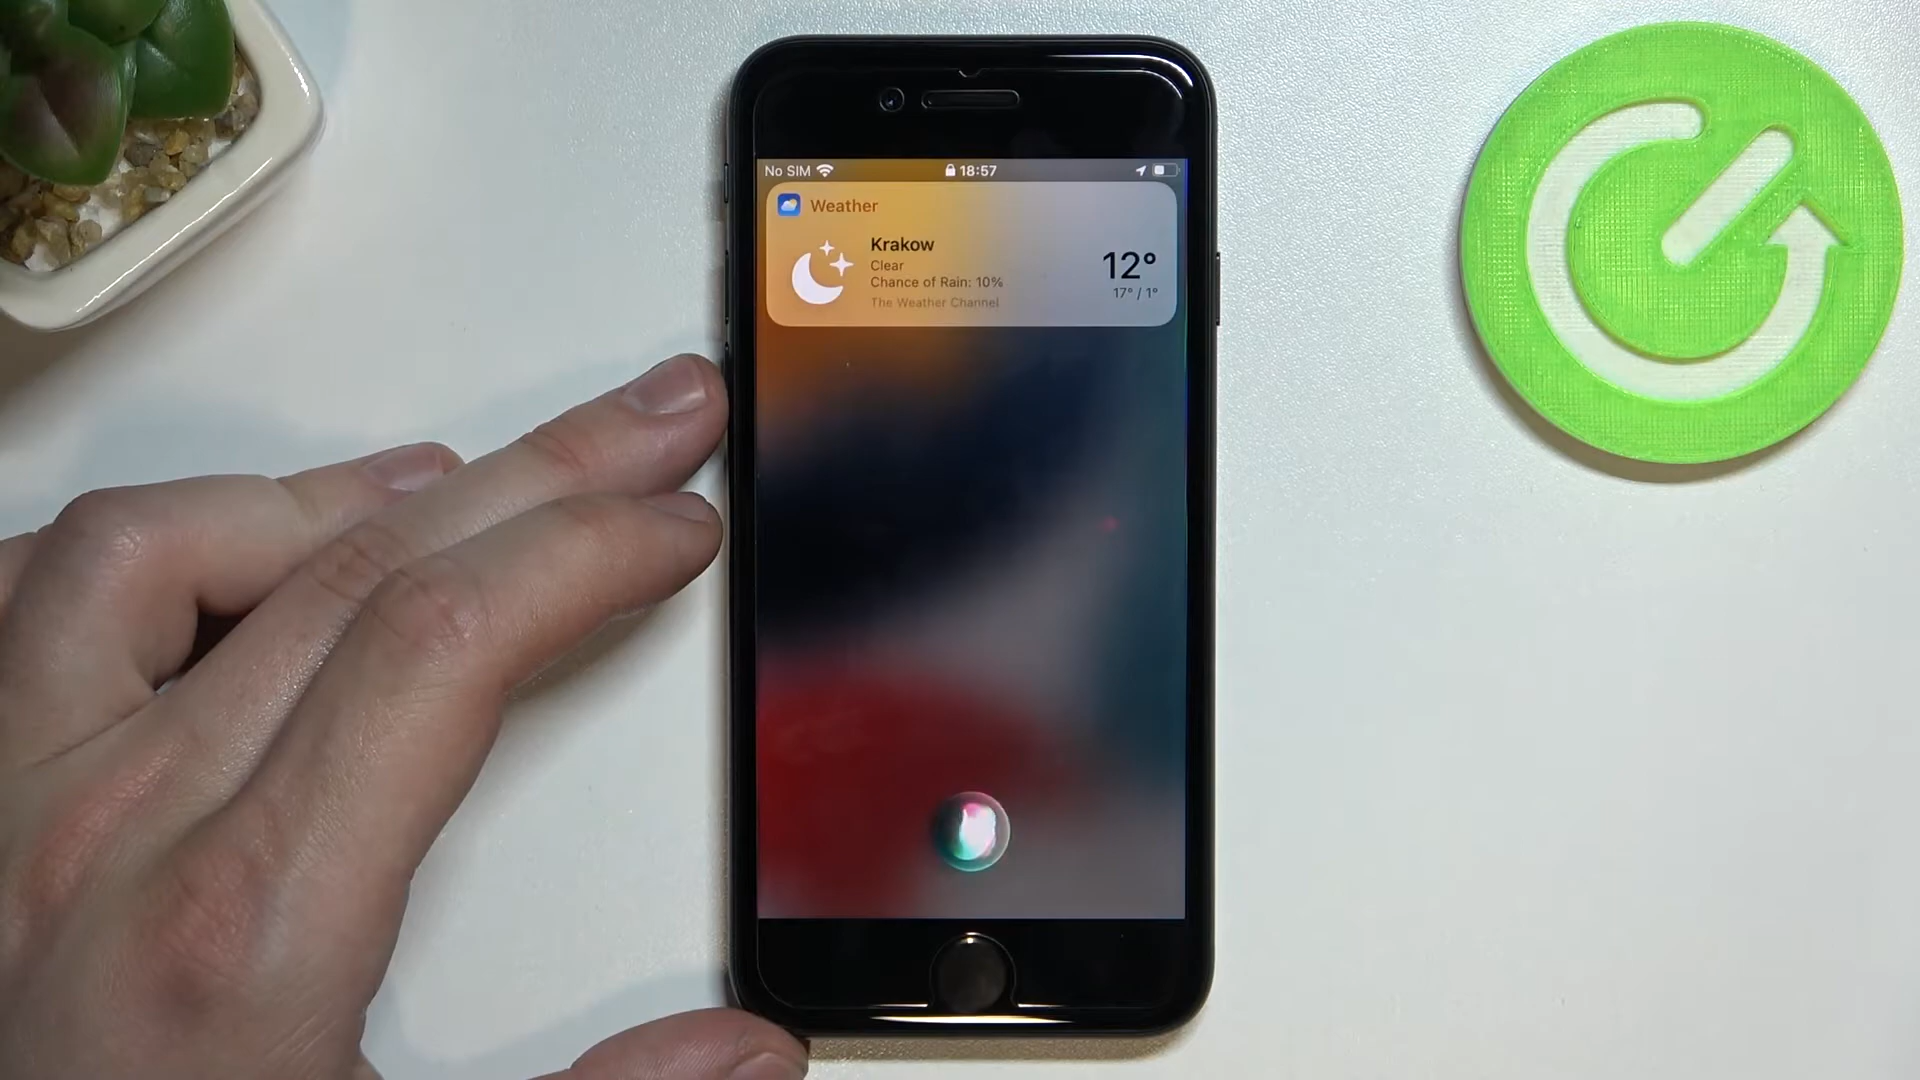 No SIM 18:57
Weather
Krakow
Clear
Chance of Rain: 10%
The Weather Channel
12°
17° / 1°